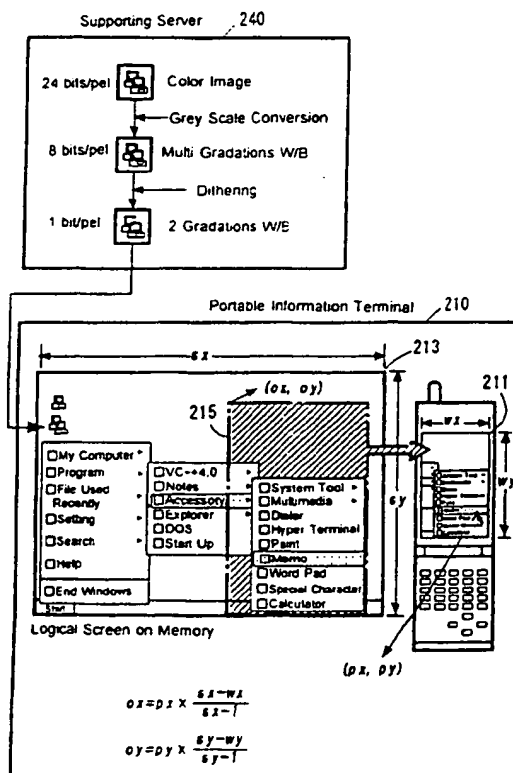 Supporting Server
240
24 bits/pel
Color Image
Grey Scale Conversion
8 bits/pel
Multi Gradations W/B
Dithering
1 bit/pel
2 Gradations W/B
Portable Information Terminal
210
sx
213
(ox, oy)
211
215
wx
My Computer
Program
File Used
Recently
Setting
Search
Help
End Windows
Start
VC-+4.0
Notes
Accessory
Explorer
DOS
Start Up
System Tool
Multimedia
Dialer
Hyper Terminal
Paint
Memo
Word Pad
Special Character
Calculator
sy
wy
Logical Screen on Memory
(px, py)
ox=px × sx-wx / sx-1
oy=py × sy-wy / sy-1